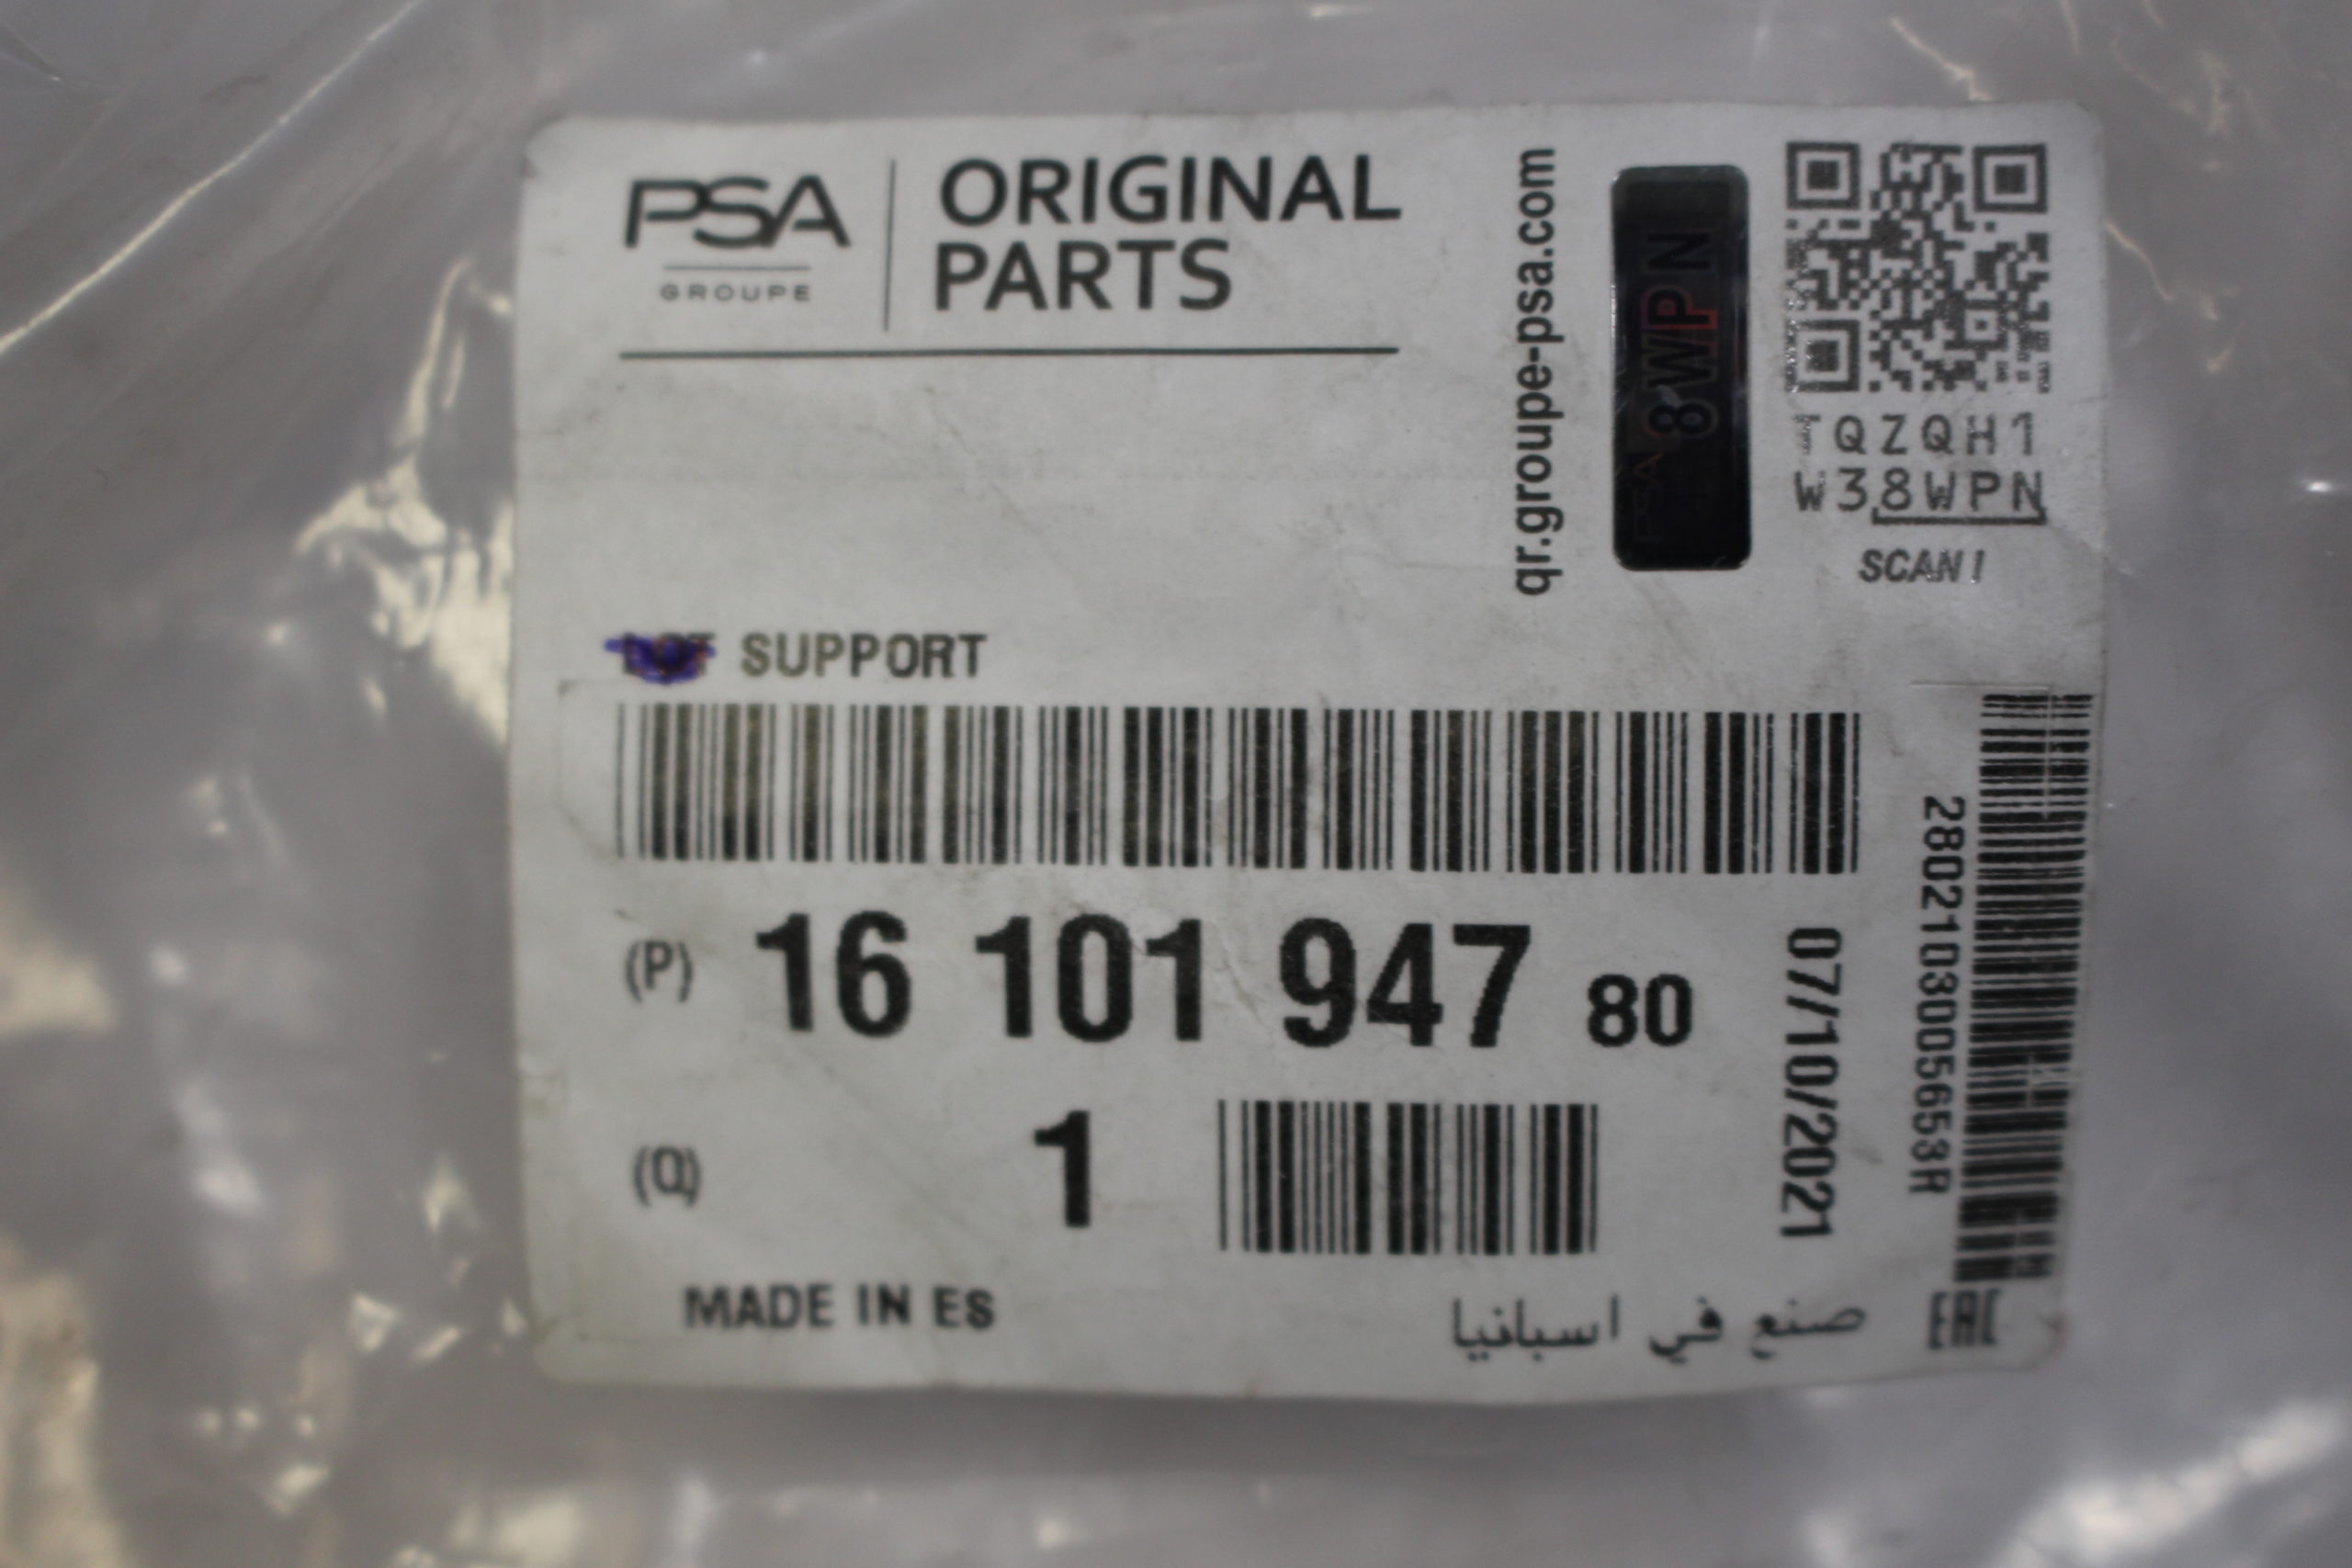 PSA
GROUPE
ORIGINAL
PARTS
qr.groupe-psa.com
8WPN
TQZQH1
W38WPN
SCAN!
LOT SUPPORT
(P) 16 101 947 80
07/10/2021
(Q) 1
MADE IN ES
صنع في اسبانيا
EAC